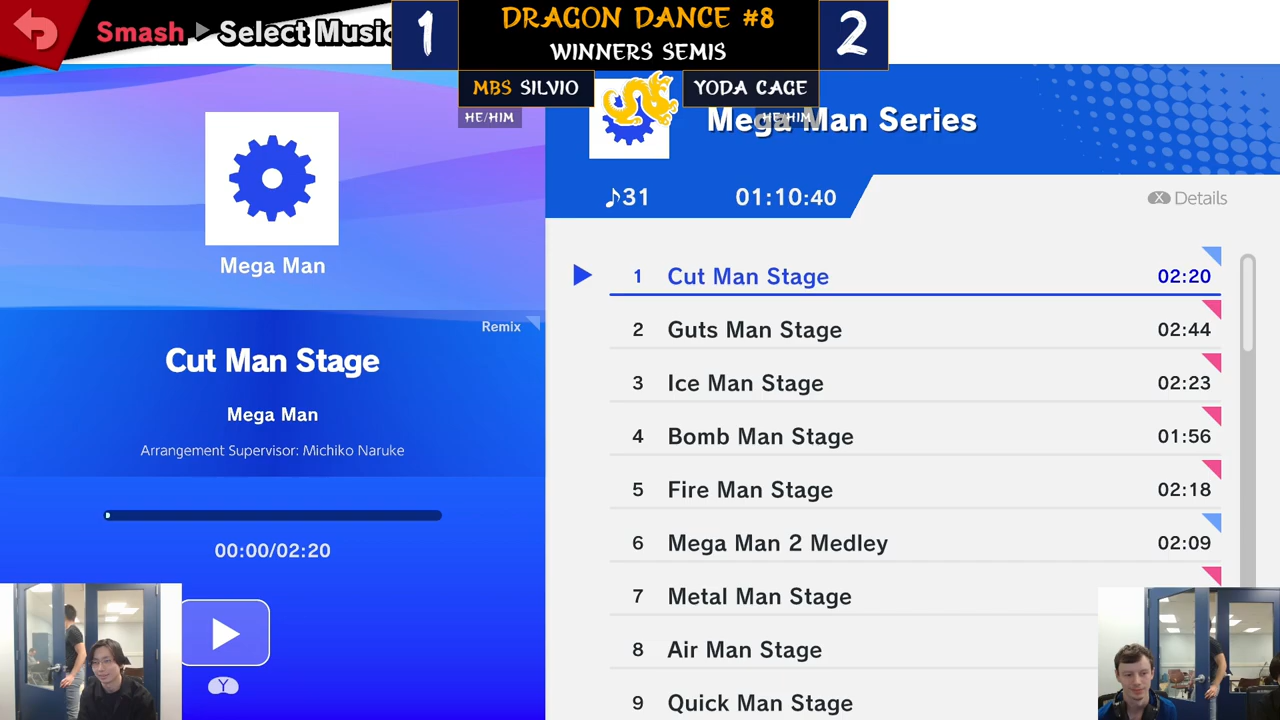 Smash ▶ Select Music
1
DRAGON DANCE #8
WINNERS SEMIS
2
MBS SILVIO
YODA CAGE
HE/HIM
HE/HIM
Mega Man Series
♪31
01:10:40
X Details
Mega Man
Remix
Cut Man Stage
Mega Man
Arrangement Supervisor: Michiko Naruke
00:00/02:20
Y
1 Cut Man Stage 02:20
2 Guts Man Stage 02:44
3 Ice Man Stage 02:23
4 Bomb Man Stage 01:56
5 Fire Man Stage 02:18
6 Mega Man 2 Medley 02:09
7 Metal Man Stage
8 Air Man Stage
9 Quick Man Stage